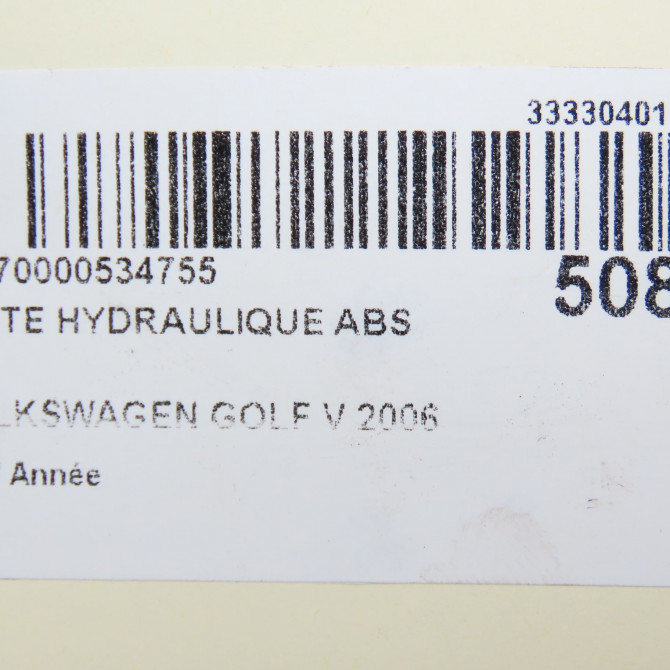 33330401
70000534755
508
TE HYDRAULIQUE ABS
LKSWAGEN GOLF V 2006
/ Année